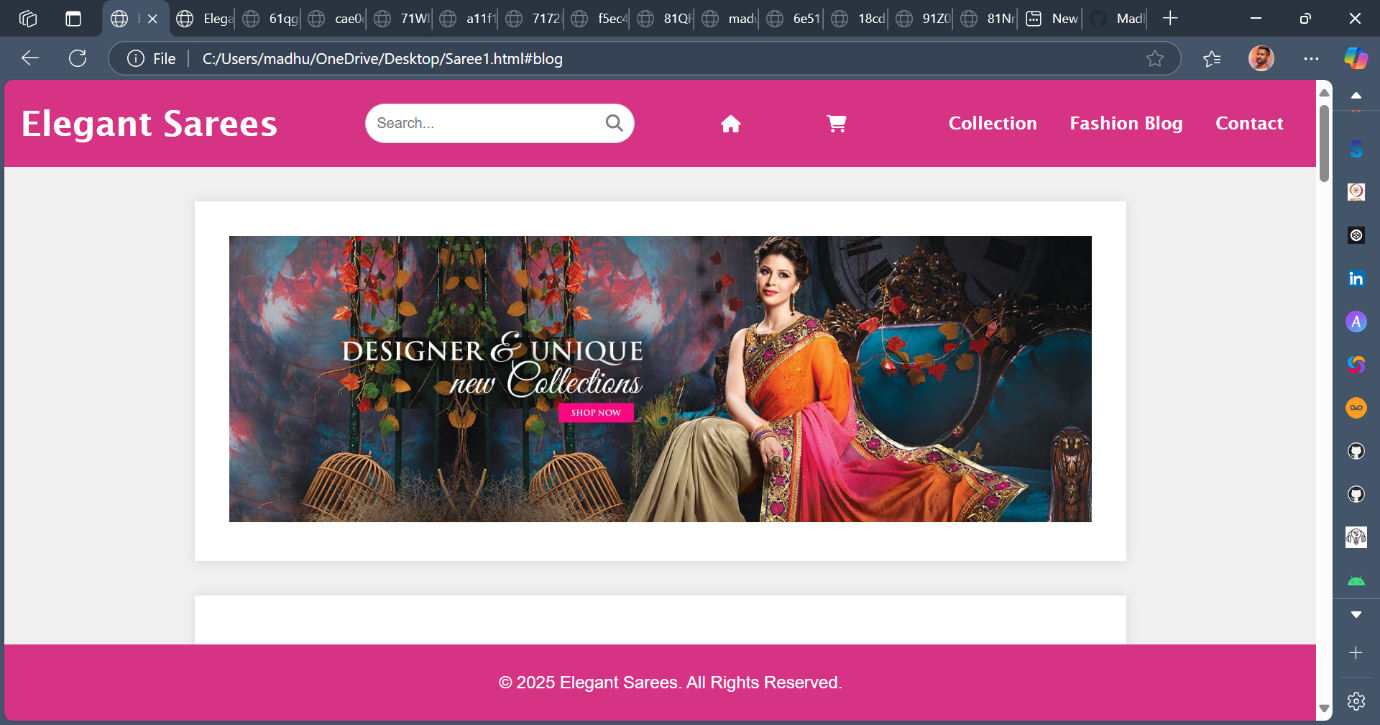 Elega
61qg
cae0
71W
a11f1
7172
f5ec4
81Q
mad
6e51
18cd
91Z0
81N
New
Mad
File
C:/Users/madhu/OneDrive/Desktop/Saree1.html#blog
Elegant Sarees
Search...
Collection
Fashion Blog
Contact
DESIGNER & UNIQUE
new Collections
SHOP NOW
© 2025 Elegant Sarees. All Rights Reserved.